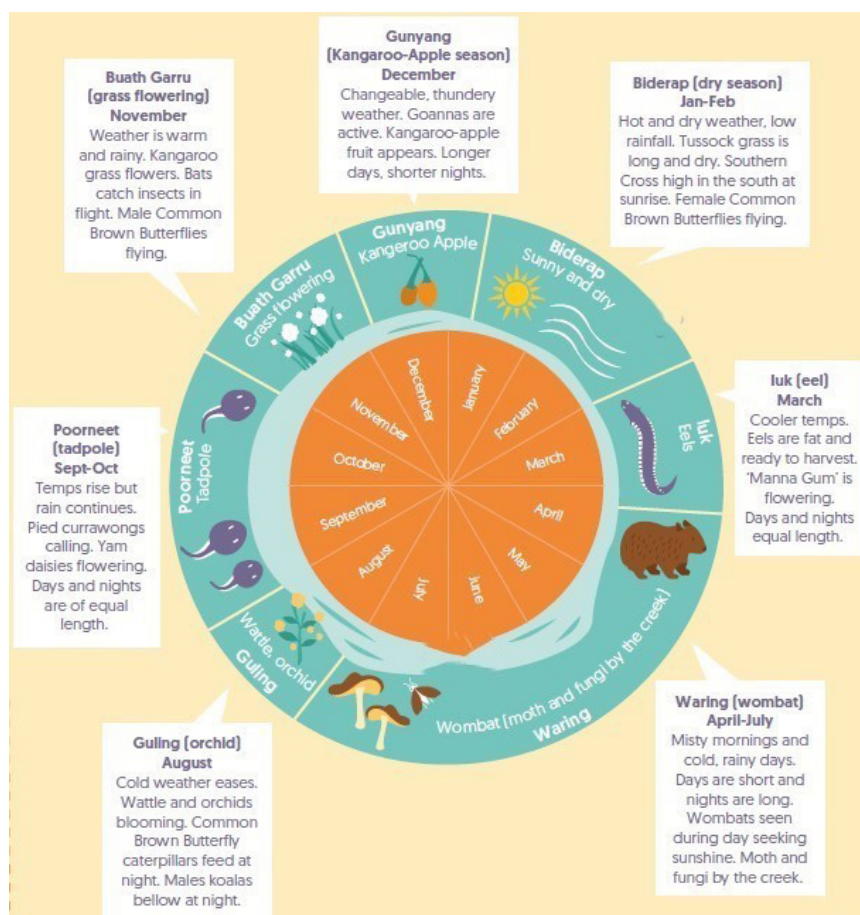 Gunyang
(Kangaroo-Apple season)
December
Changeable, thundery
weather. Goannas are
active. Kangaroo-apple
fruit appears. Longer
days, shorter nights.
Biderap (dry season)
Jan-Feb
Hot and dry weather, low
rainfall. Tussock grass is
long and dry. Southern
Cross high in the south at
sunrise. Female Common
Brown Butterflies flying.
Iuk (eel)
March
Cooler temps.
Eels are fat and
ready to harvest.
‘Manna Gum’ is
flowering.
Days and nights
equal length.
Waring (wombat)
April-July
Misty mornings and
cold, rainy days.
Days are short and
nights are long.
Wombats seen
during day seeking
sunshine. Moth and
fungi by the creek.
Guling (orchid)
August
Cold weather eases.
Wattle and orchids
blooming. Common
Brown Butterfly
caterpillars feed at
night. Males koalas
bellow at night.
Poorneet
(tadpole)
Sept-Oct
Temps rise but
rain continues.
Pied currawongs
calling. Yam
daisies flowering.
Days and nights
are of equal
length.
Buath Garru
(grass flowering)
November
Weather is warm
and rainy. Kangaroo
grass flowers. Bats
catch insects in
flight. Male Common
Brown Butterflies
flying.
Gunyang
Kangeroo Apple
Biderap
Sunny and dry
Iuk
Eels
Wombat (moth and fungi by the creek)
Waring
Wattle, orchid
Guling
Poorneet
Tadpole
Buath Garru
Grass flowering
January
February
March
April
May
June
July
August
September
October
November
December